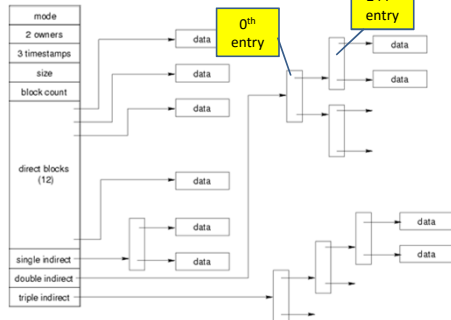 mode
2 owners
3 timestamps
size
block count
direct blocks
(12)
single indirect
double indirect
triple indirect
data
data
data
data
data
data
0th
entry
entry
data
data
data
data